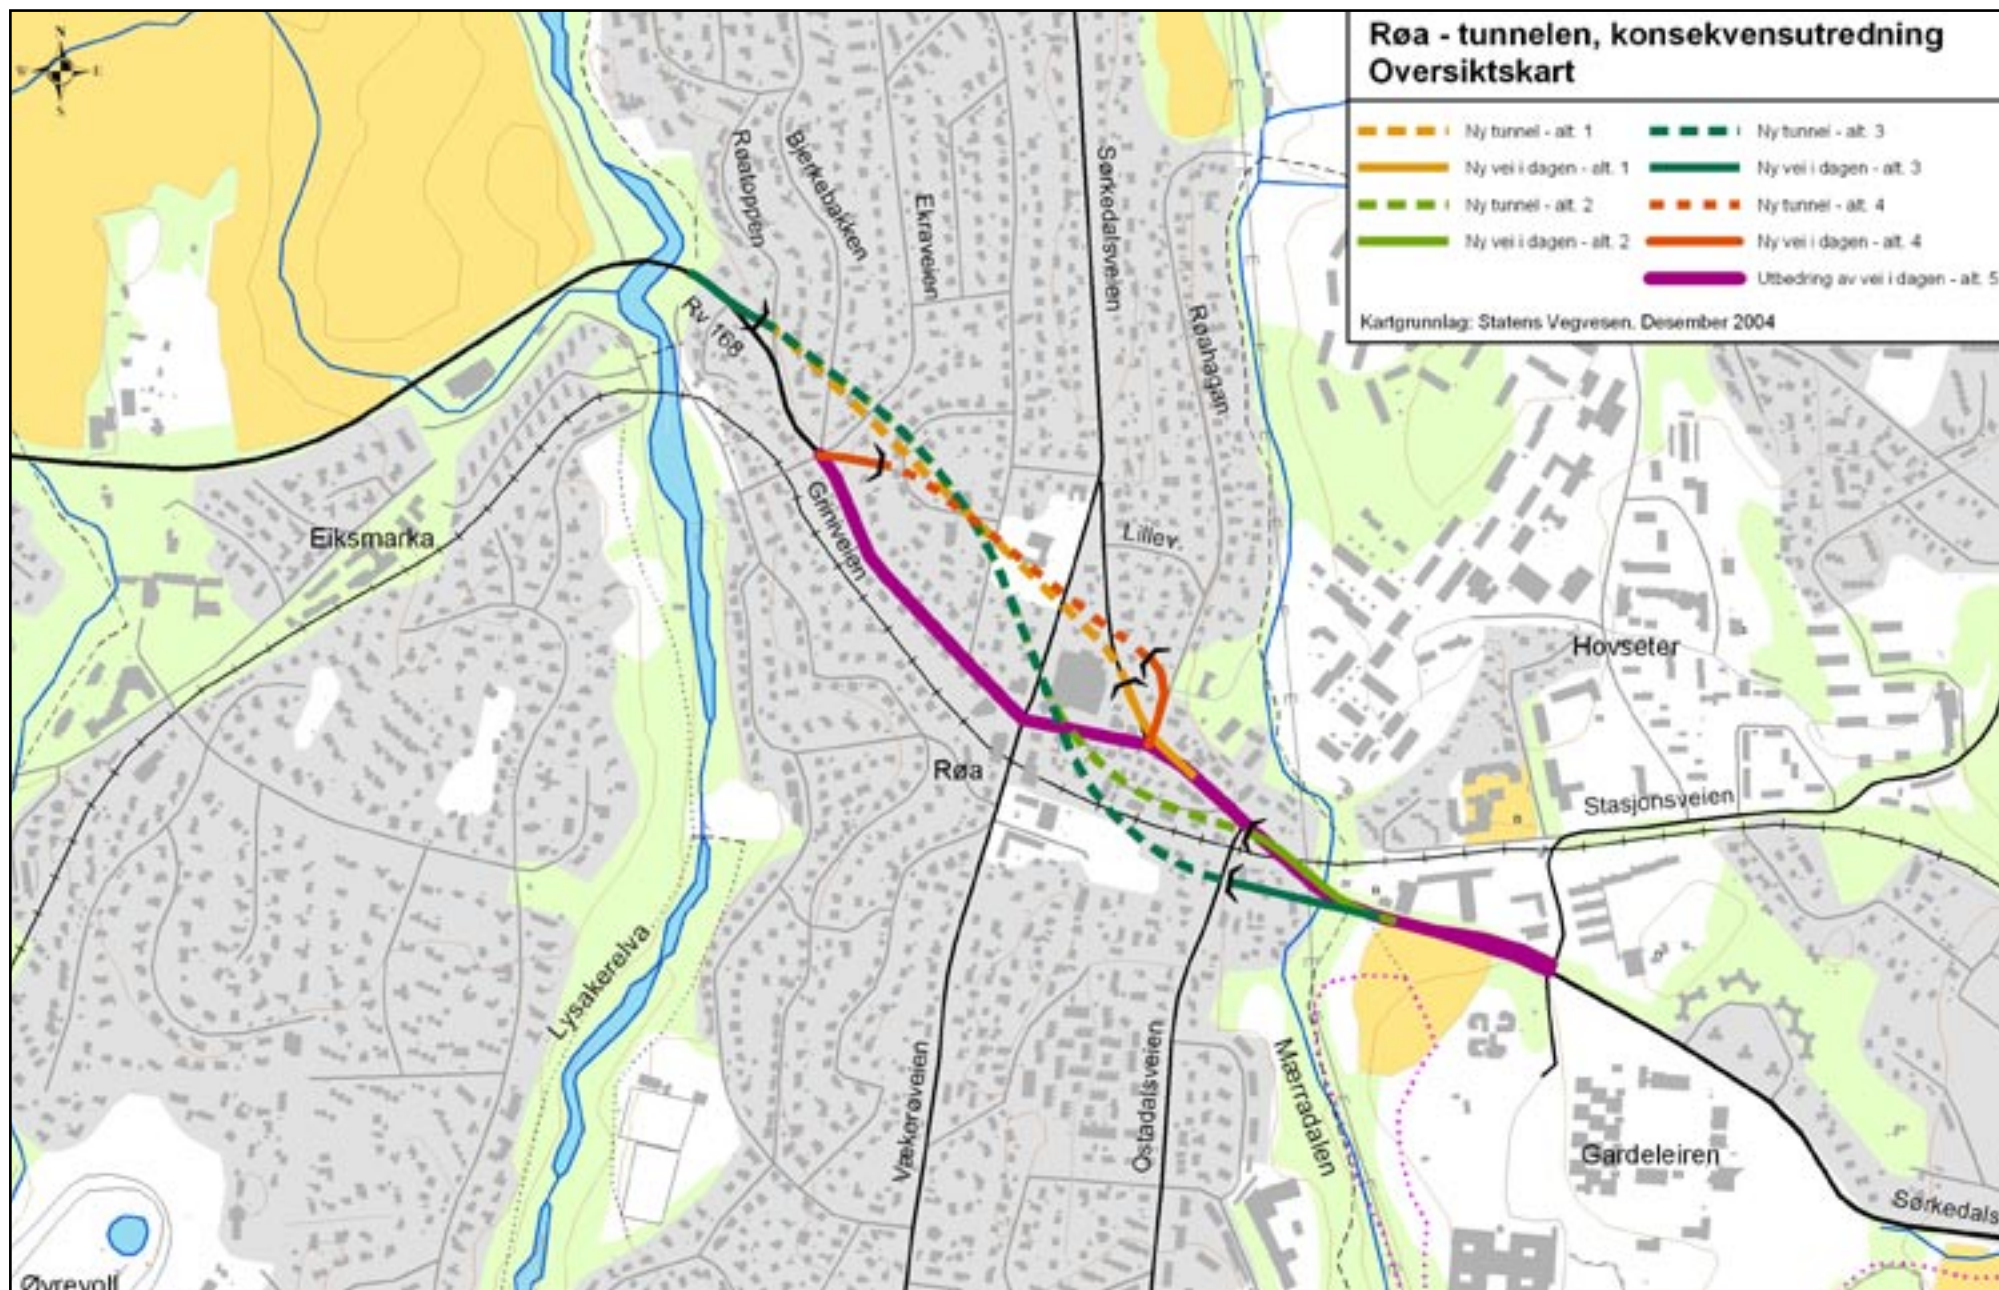 Røa - tunnelen, konsekvensutredning
Oversiktskart
Ny tunnel - alt. 1
Ny tunnel - alt. 3
Ny vei i dagen - alt. 1
Ny vei i dagen - alt. 3
Ny tunnel - alt. 2
Ny tunnel - alt. 4
Ny vei i dagen - alt. 2
Ny vei i dagen - alt. 4
Utbedring av vei i dagen - alt. 5
Kartgrunnlag: Statens Vegvesen. Desember 2004
N
W
E
S
Røatoppen
Bjerkebakken
Ekraveien
Sørkedalsveien
Røahagan
Rv 168
Griniveien
Lillev.
Eiksmarka
Hovseter
Røa
Stasjonsveien
Lysakerelva
Vækerøveien
Ostadalsveien
Mærradalen
Gardeleiren
Sørkedals
Øvrevoll